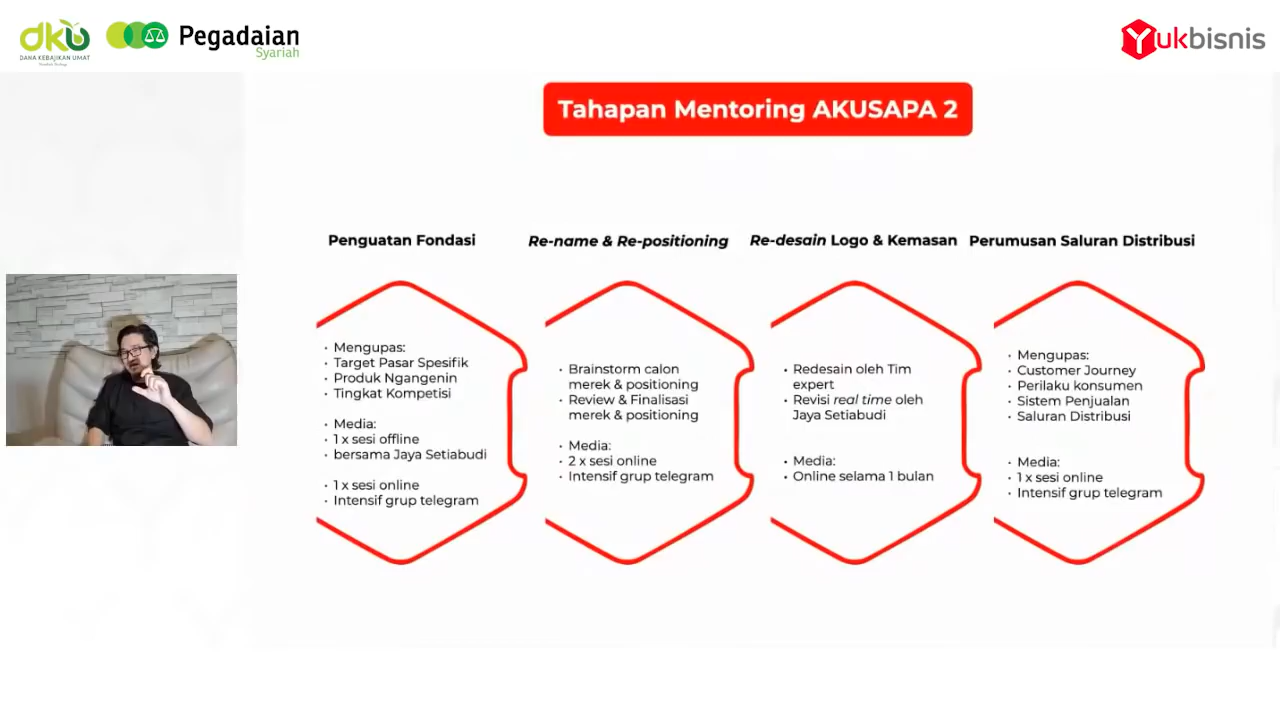 dku
DANA KEBAJIKAN UMAT
Pegadaian
Syariah
Yukbisnis
Tahapan Mentoring AKUSAPA 2
Penguatan Fondasi
• Mengupas:
• Target Pasar Spesifik
• Produk Ngangenin
• Tingkat Kompetisi
• Media:
• 1 x sesi offline
• bersama Jaya Setiabudi
• 1 x sesi online
• Intensif grup telegram
Re-name & Re-positioning
• Brainstorm calon
merek & positioning
• Review & Finalisasi
merek & positioning
• Media:
• 2 x sesi online
• Intensif grup telegram
Re-desain Logo & Kemasan
• Redesain oleh Tim
expert
• Revisi real time oleh
Jaya Setiabudi
• Media:
• Online selama 1 bulan
Perumusan Saluran Distribusi
• Mengupas:
• Customer Journey
• Perilaku konsumen
• Sistem Penjualan
• Saluran Distribusi
• Media:
• 1 x sesi online
• Intensif grup telegram